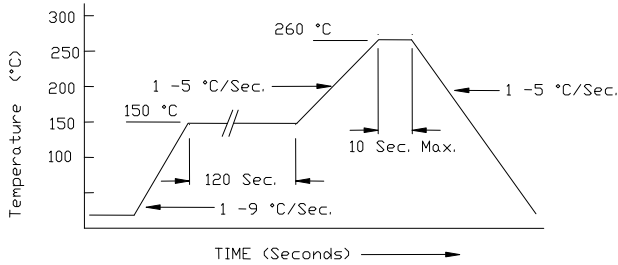 300
260 °C
Temperature (°C)
250
200
1 -5 °C/Sec.
1 -5 °C/Sec.
150 °C
150
10 Sec. Max.
100
120 Sec.
1 -9 °C/Sec.
TIME (Seconds)